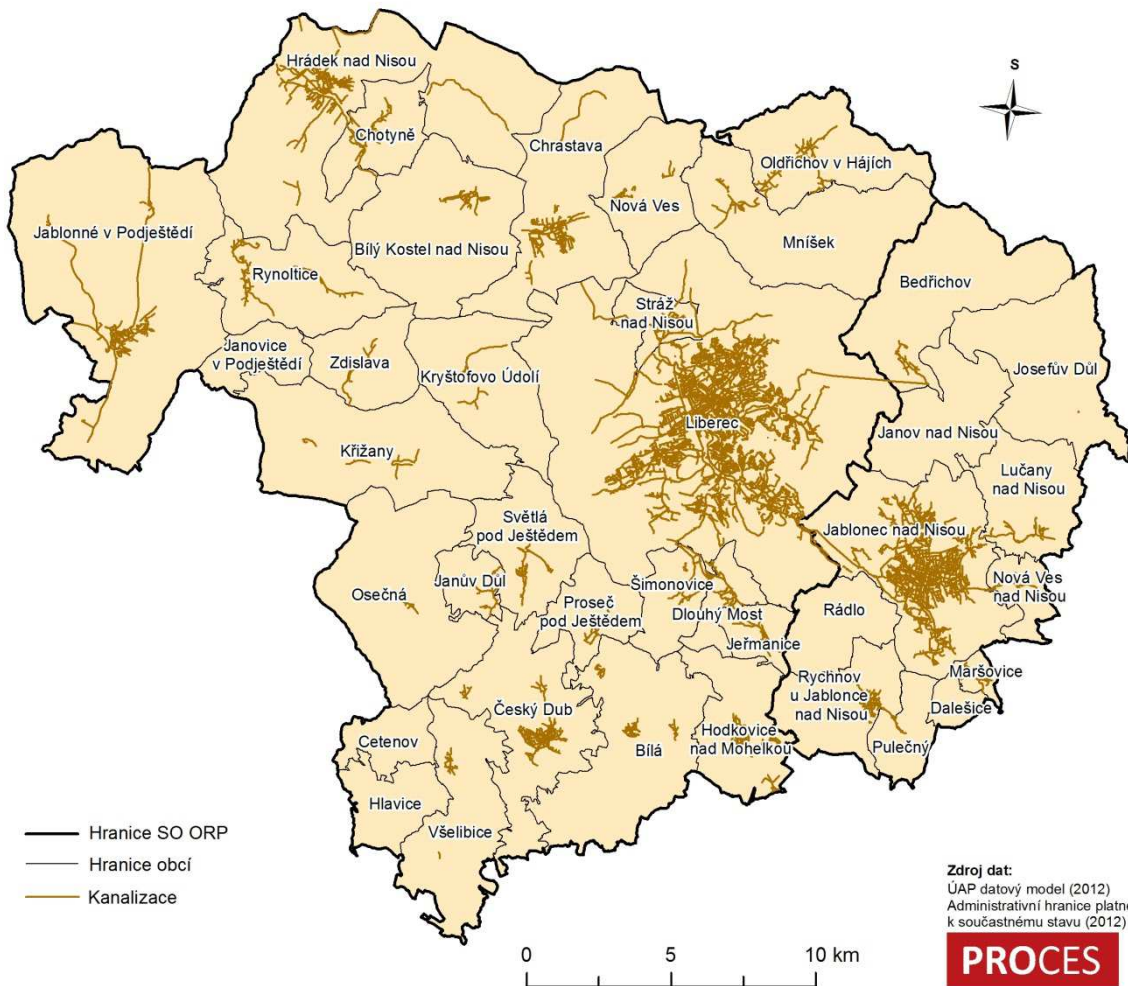 S
Hrádek nad Nisou
Chotyně
Chrastava
Oldřichov v Hájích
Nová Ves
Jablonné v Podještědí
Bílý Kostel nad Nisou
Mníšek
Rynoltice
Bedřichov
Stráž
nad Nisou
Janovice
v Podještědí
Zdislava
Kryštofovo Údolí
Josefův Důl
Liberec
Janov nad Nisou
Křižany
Lučany
nad Nisou
Světlá
pod Ještědem
Jablonec nad Nisou
Osečná
Janův Důl
Šimonovice
Nová Ves
nad Nisou
Proseč
pod Ještědem
Dlouhý Most
Rádlo
Jeřmanice
Maršovice
Rychnov
u Jablonce
nad Nisou
Dalešice
Český Dub
Hodkovice
nad Mohelkou
Cetenov
Bílá
Pulečný
Hlavice
Všelibice
Hranice SO ORP
Hranice obcí
Kanalizace
Zdroj dat:
ÚAP datový model (2012)
Administrativní hranice platné
k součastnému stavu (2012)
0 5 10 km
PROCES